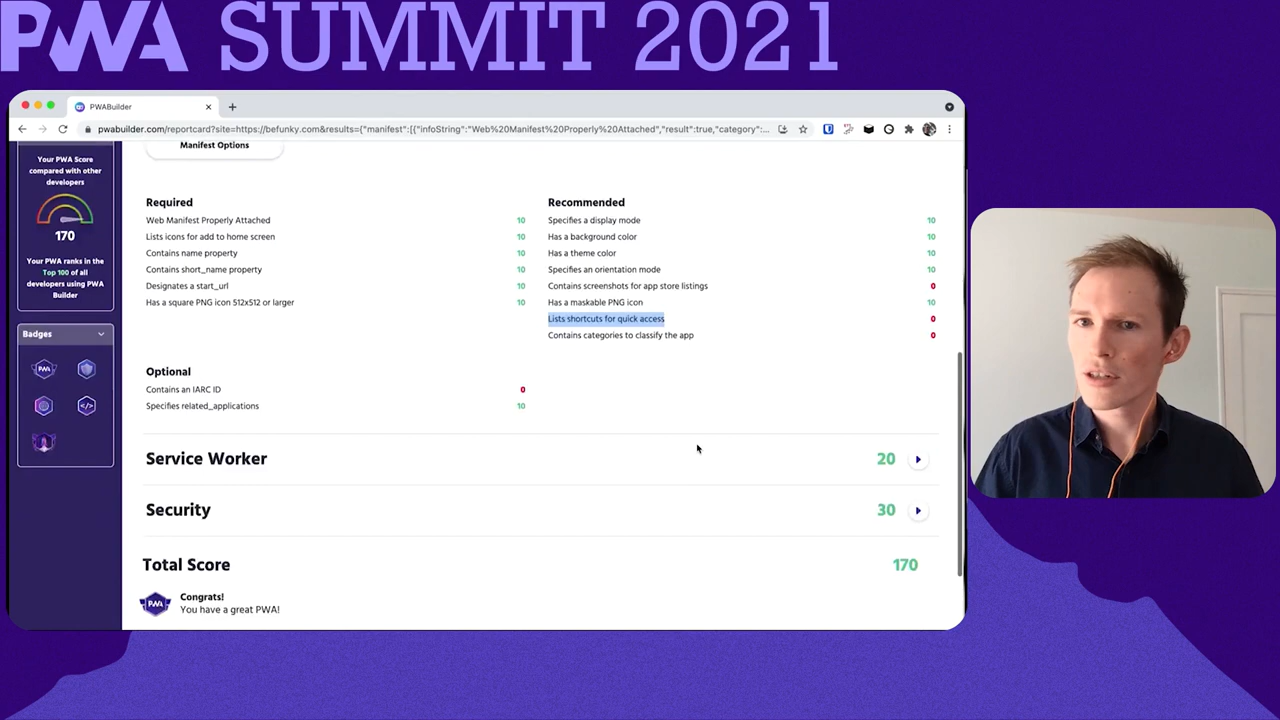 PWA SUMMIT 2021
PWABuilder
pwabuilder.com/reportcard?site=https://befunky.com&results={"manifest":[{"infoString":"Web%20Manifest%20Properly%20Attached","result":true,"category":...
Your PWA Score
compared with other
developers
170
Your PWA ranks in the
Top 100 of all
developers using PWA
Builder
Badges
PWA
Manifest Options
Required
Web Manifest Properly Attached 10
Lists icons for add to home screen 10
Contains name property 10
Contains short_name property 10
Designates a start_url 10
Has a square PNG icon 512x512 or larger 10
Recommended
Specifies a display mode 10
Has a background color 10
Has a theme color 10
Specifies an orientation mode 10
Contains screenshots for app store listings 0
Has a maskable PNG icon 10
Lists shortcuts for quick access 0
Contains categories to classify the app 0
Optional
Contains an IARC ID 0
Specifies related_applications 10
Service Worker 20
Security 30
Total Score 170
PWA
Congrats!
You have a great PWA!